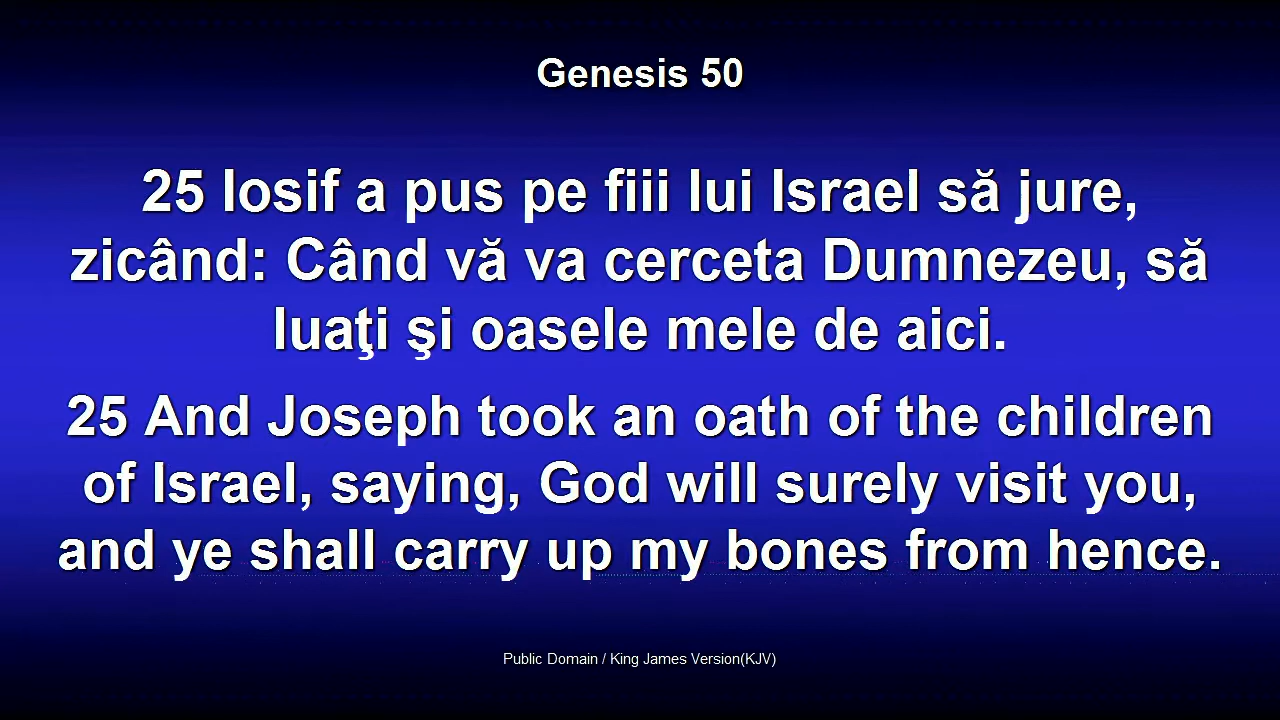 Genesis 50
25 Iosif a pus pe fiii lui Israel să jure,
zicând: Când vă va cerceta Dumnezeu, să
luaţi şi oasele mele de aici.
25 And Joseph took an oath of the children
of Israel, saying, God will surely visit you,
and ye shall carry up my bones from hence.
Public Domain / King James Version(KJV)